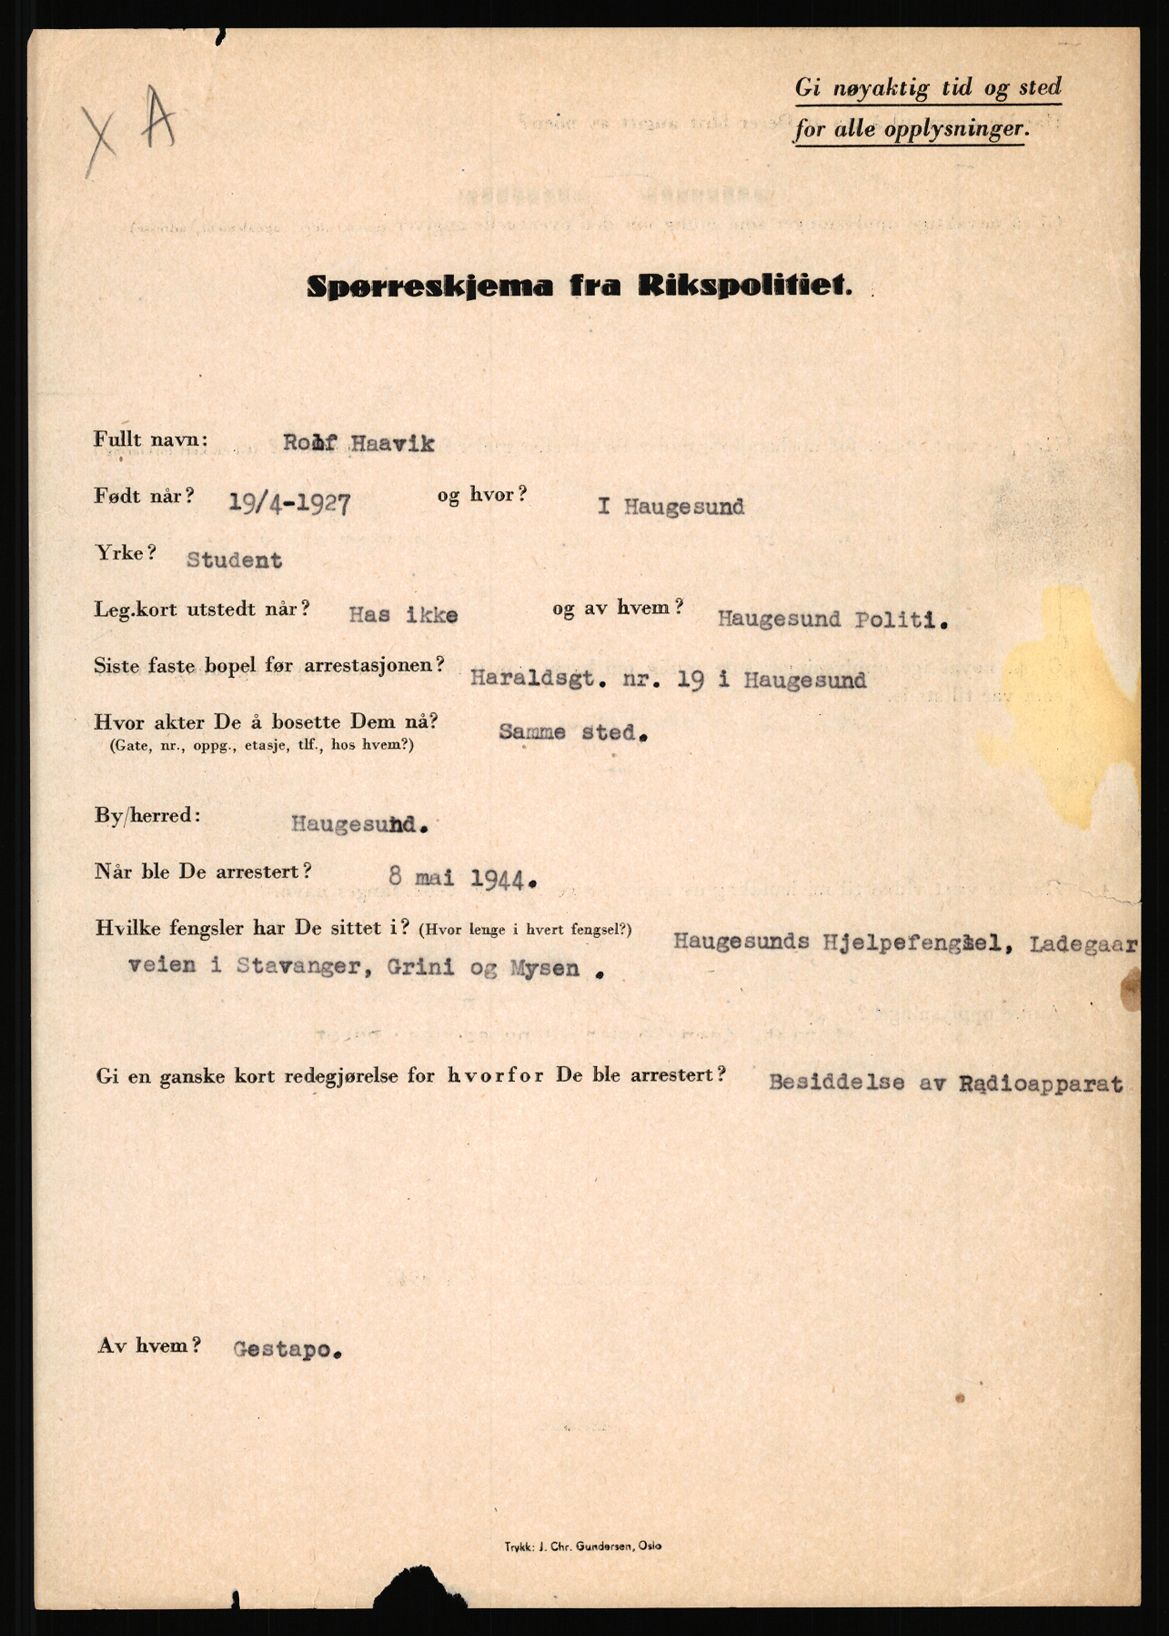 X A
Gi nøyaktig tid og sted
for alle opplysninger.
Spørreskjema fra Rikspolitiet.
Fullt navn: Rolf Haavik
Født når? 19/4-1927 og hvor? I Haugesund
Yrke? Student
Leg.kort utstedt når? Has ikke og av hvem? Haugesund Politi.
Siste faste bopel før arrestasjonen? Haraldsgt. nr. 19 i Haugesund
Hvor akter De å bosette Dem nå? Samme sted.
(Gate, nr., oppg., etasje, tlf., hos hvem?)
By/herred: Haugesund.
Når ble De arrestert? 8 mai 1944.
Hvilke fengsler har De sittet i? (Hvor lenge i hvert fengsel?) Haugesunds Hjelpefengsel, Ladegaar
veien i Stavanger, Grini og Mysen .
Gi en ganske kort redegjørelse for hvorfor De ble arrestert? Besiddelse av Radioapparat
Av hvem? Gestapo.
Trykk: J. Chr. Gundersen, Oslo